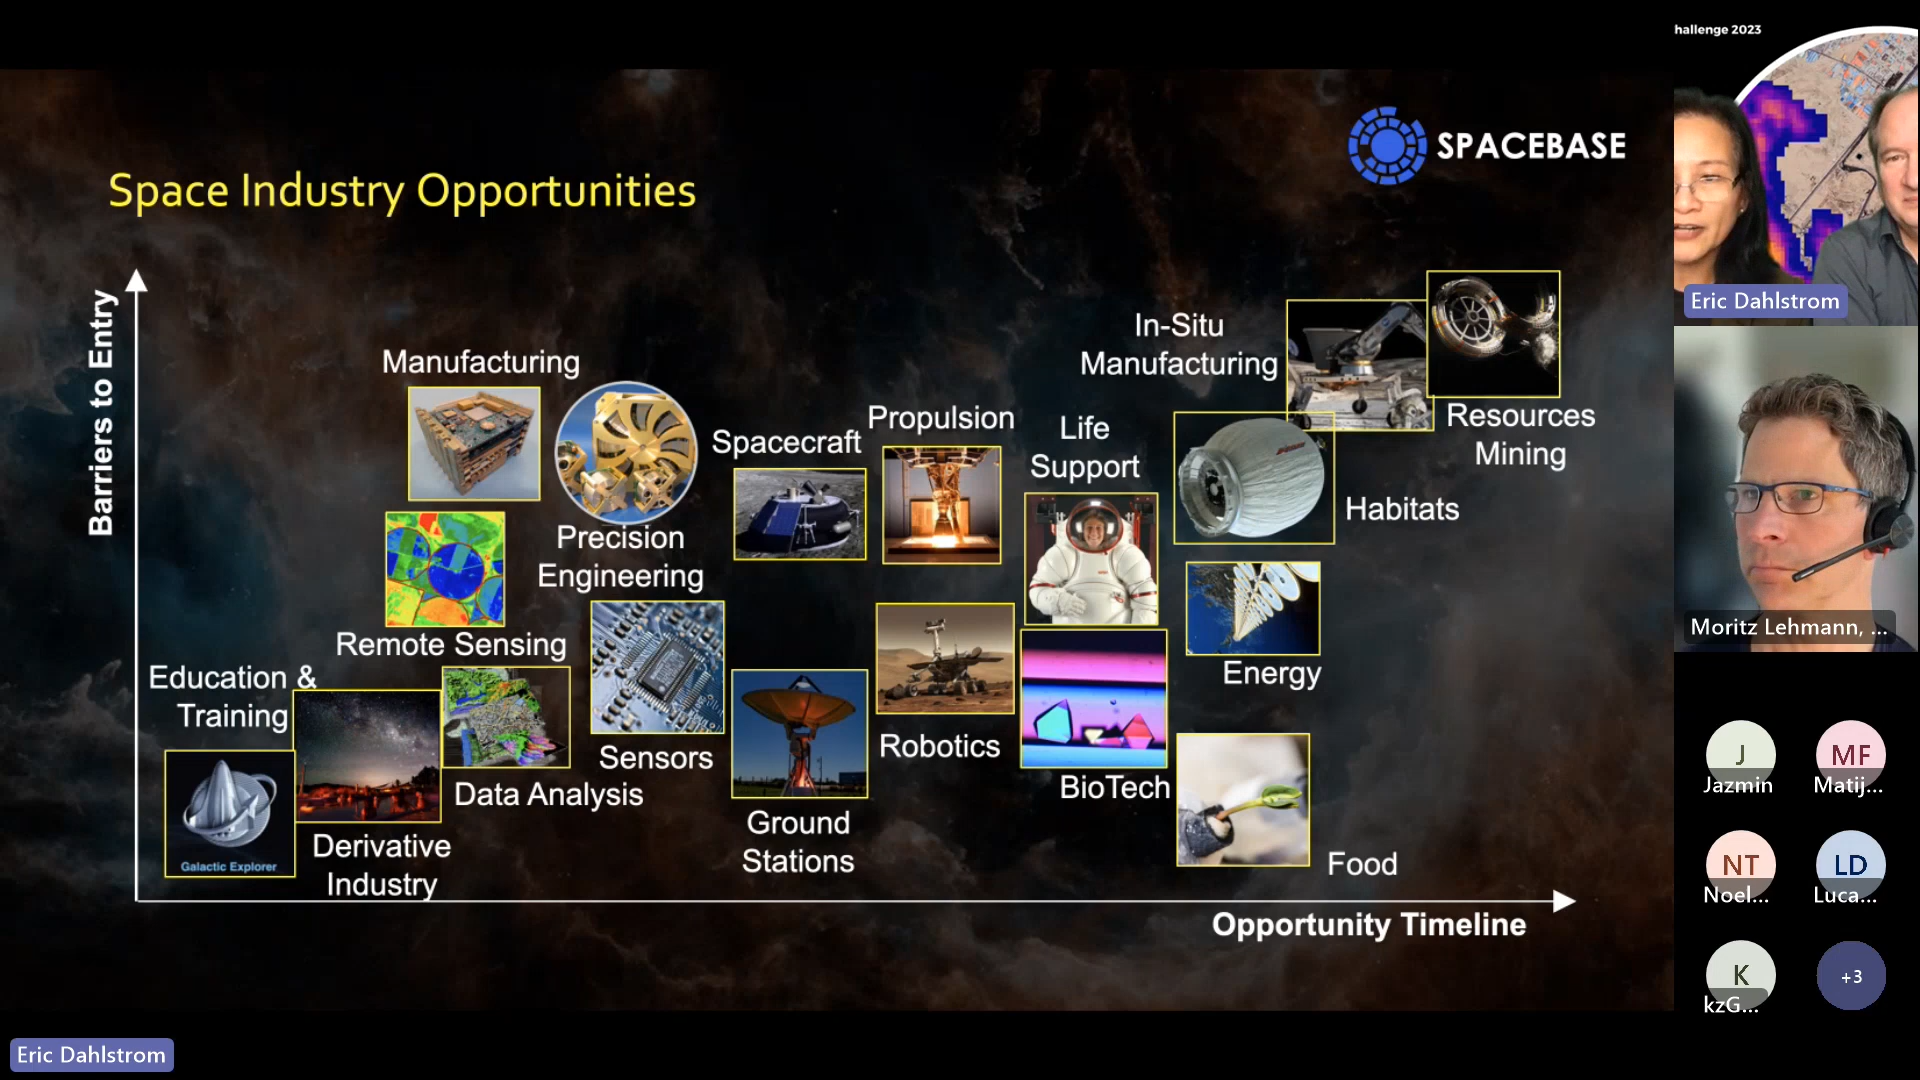 hallenge 2023
SPACEBASE
Space Industry Opportunities
Barriers to Entry
Manufacturing
Precision
Engineering
Remote Sensing
Education &
Training
Galactic Explorer
Derivative
Industry
Data Analysis
Sensors
Spacecraft
Propulsion
Ground
Stations
Robotics
Life
Support
BioTech
In-Situ
Manufacturing
Resources
Mining
Habitats
Energy
Food
Opportunity Timeline
Eric Dahlstrom
Moritz Lehmann, ...
J
Jazmin
MF
Matij...
NT
Noel...
LD
Luca...
K
kzG...
+3
Eric Dahlstrom